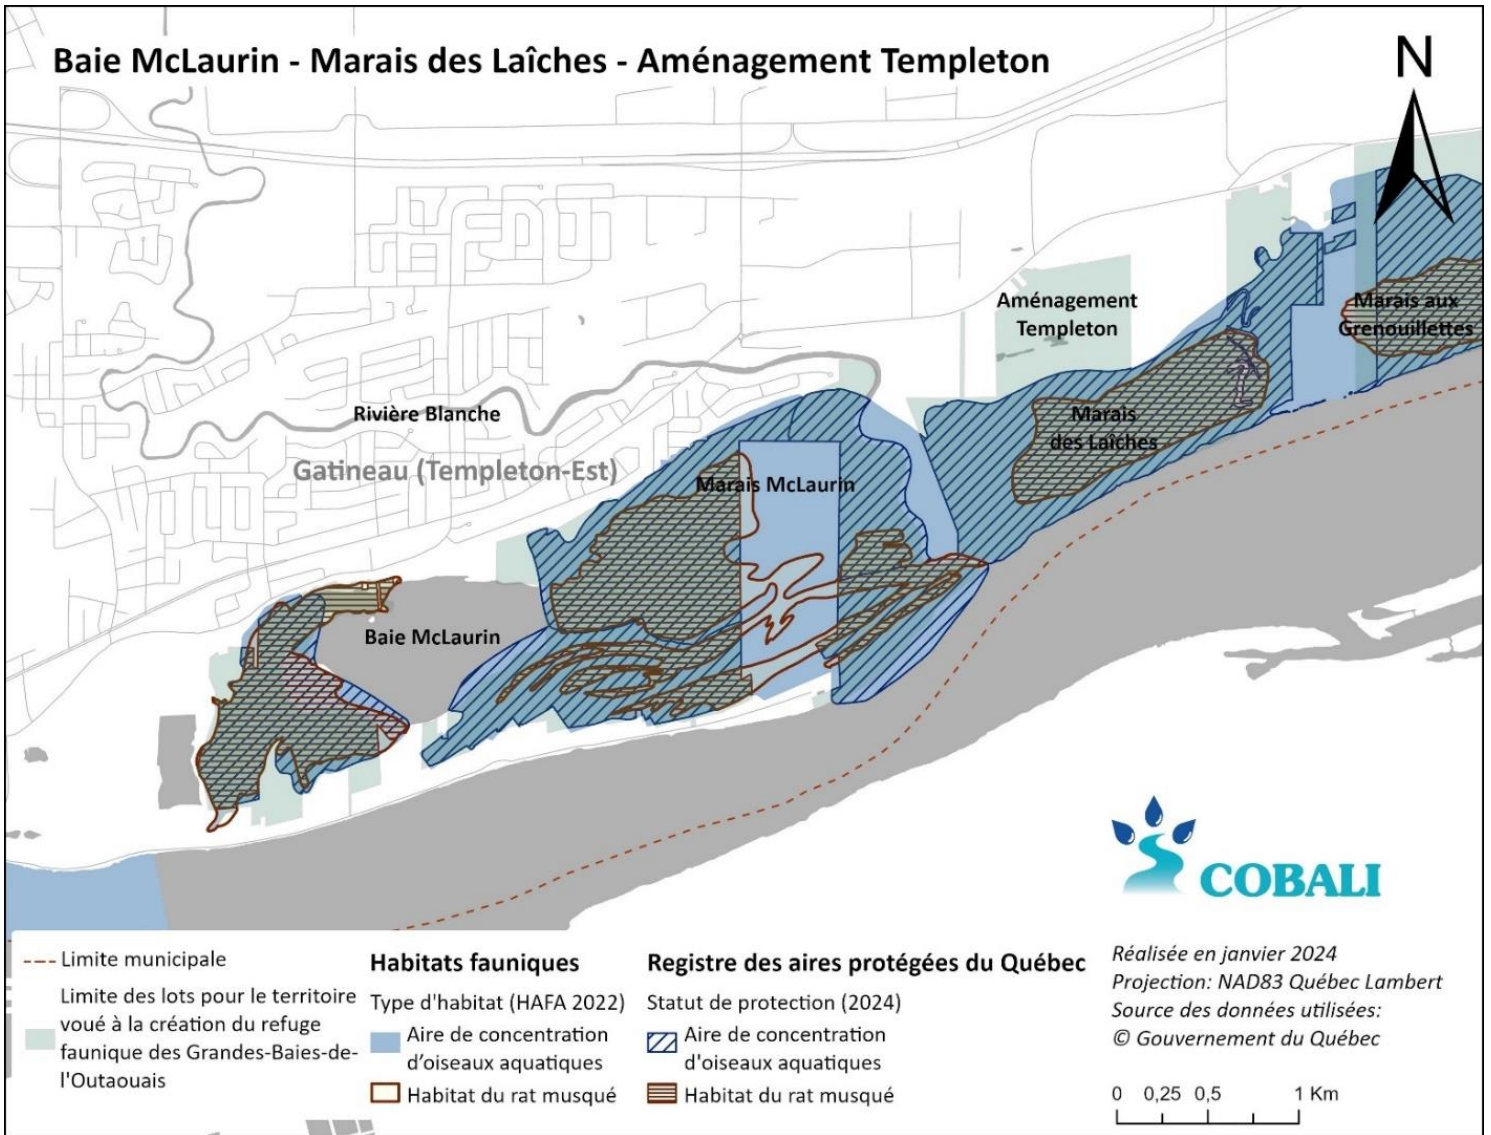 Baie McLaurin - Marais des Laîches - Aménagement Templeton
N
Aménagement
Templeton
Marais aux
Grenouillettes
Rivière Blanche
Marais
des Laîches
Gatineau (Templeton-Est)
Marais McLaurin
Baie McLaurin
COBALI
Limite municipale
Limite des lots pour le territoire
voué à la création du refuge
faunique des Grandes-Baies-de-
l'Outaouais
Habitats fauniques
Type d'habitat (HAFA 2022)
Aire de concentration
d’oiseaux aquatiques
Habitat du rat musqué
Registre des aires protégées du Québec
Statut de protection (2024)
Aire de concentration
d'oiseaux aquatiques
Habitat du rat musqué
Réalisée en janvier 2024
Projection: NAD83 Québec Lambert
Source des données utilisées:
© Gouvernement du Québec
0 0,25 0,5 1 Km